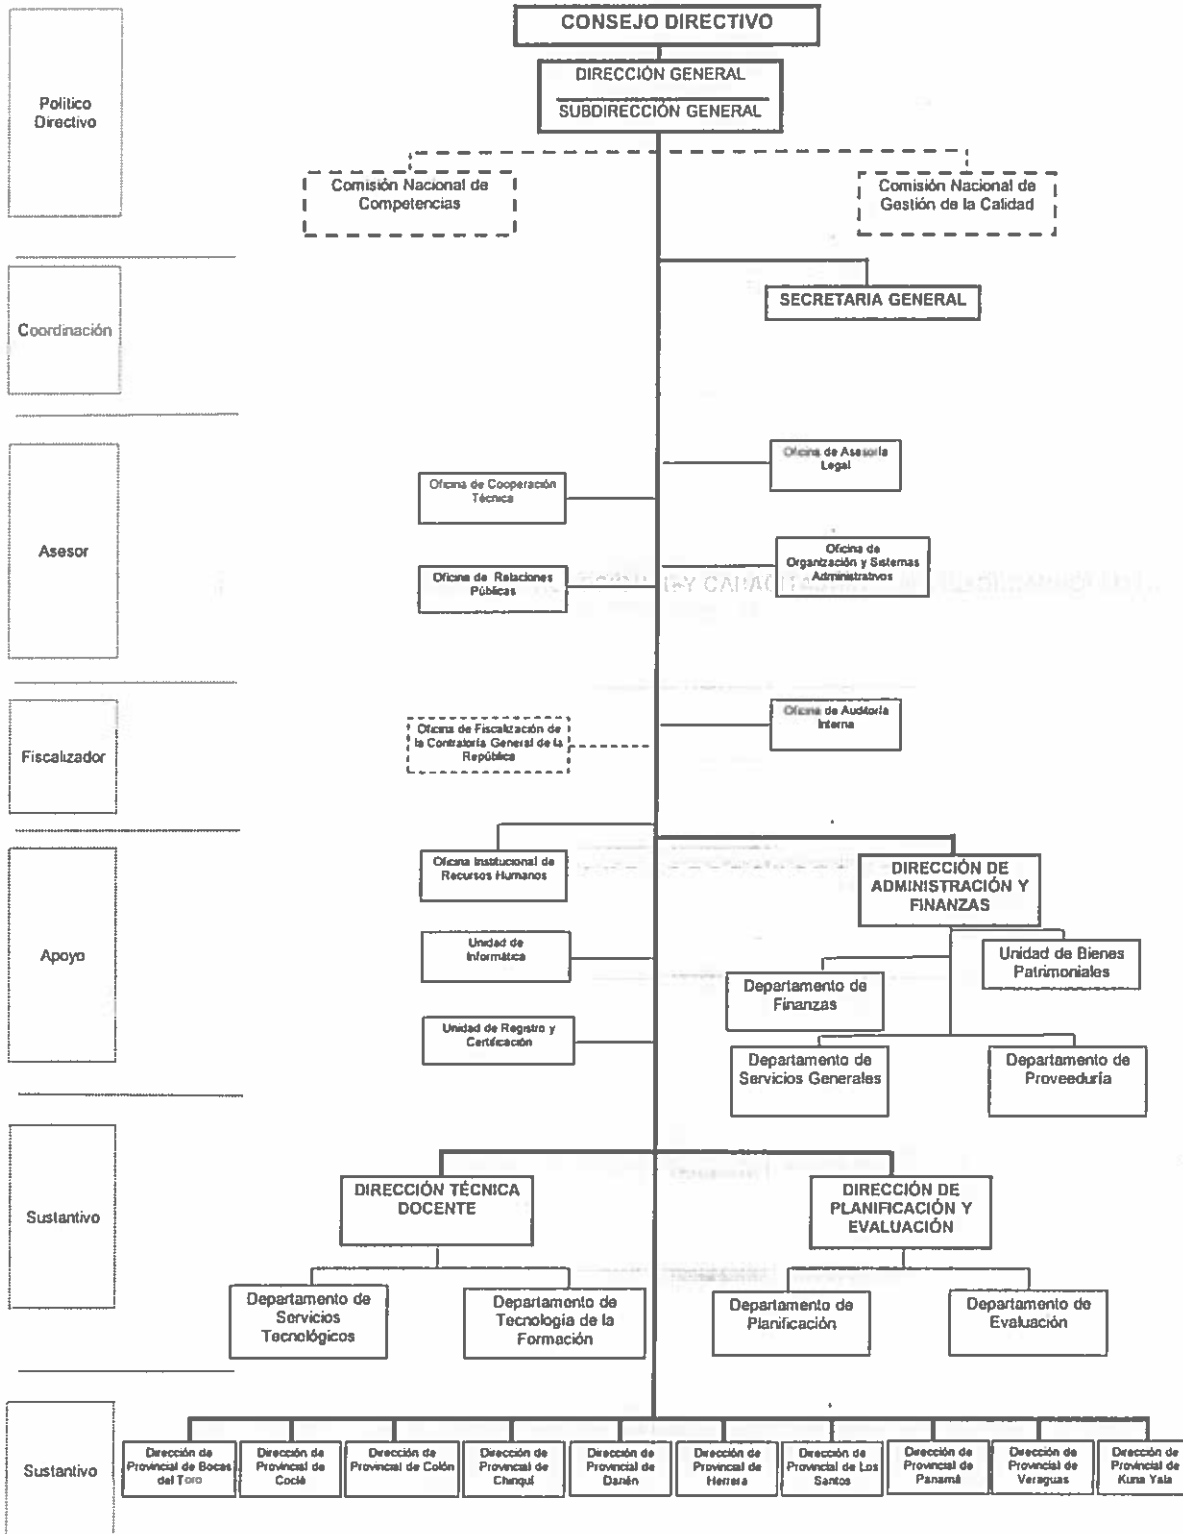 CONSEJO DIRECTIVO
DIRECCIÓN GENERAL
SUBDIRECCIÓN GENERAL
Político
Directivo
Comisión Nacional de
Competencias
Comisión Nacional de
Gestión de la Calidad
SECRETARIA GENERAL
Coordinación
Oficina de Asesoría
Legal
Oficina de Cooperación
Técnica
Asesor
Oficina de
Organización y Sistemas
Administrativos
Oficina de Relaciones
Públicas
Y CAPACITA
Oficina de Auditoría
Interna
Oficina de Fiscalización de
la Contraloría General de la
República
Fiscalizador
Oficina Institucional de
Recursos Humanos
DIRECCIÓN DE
ADMINISTRACIÓN Y
FINANZAS
Apoyo
Unidad de
Informática
Unidad de Bienes
Patrimoniales
Departamento de
Finanzas
Unidad de Registro y
Certificación
Departamento de
Servicios Generales
Departamento de
Proveeduría
Sustantivo
DIRECCIÓN TÉCNICA
DOCENTE
DIRECCIÓN DE
PLANIFICACIÓN Y
EVALUACIÓN
Departamento de
Servicios
Tecnológicos
Departamento de
Tecnología de la
Formación
Departamento de
Planificación
Departamento de
Evaluación
Sustantivo
Dirección de
Provincial de Bocas
del Toro
Dirección de
Provincial de
Coclé
Dirección de
Provincial de Colón
Dirección de
Provincial de
Chiriquí
Dirección de
Provincial de
Darién
Dirección de
Provincial de
Herrera
Dirección de
Provincial de Los
Santos
Dirección de
Provincial de
Panamá
Dirección de
Provincial de
Veraguas
Dirección de
Provincial de
Kuna Yala